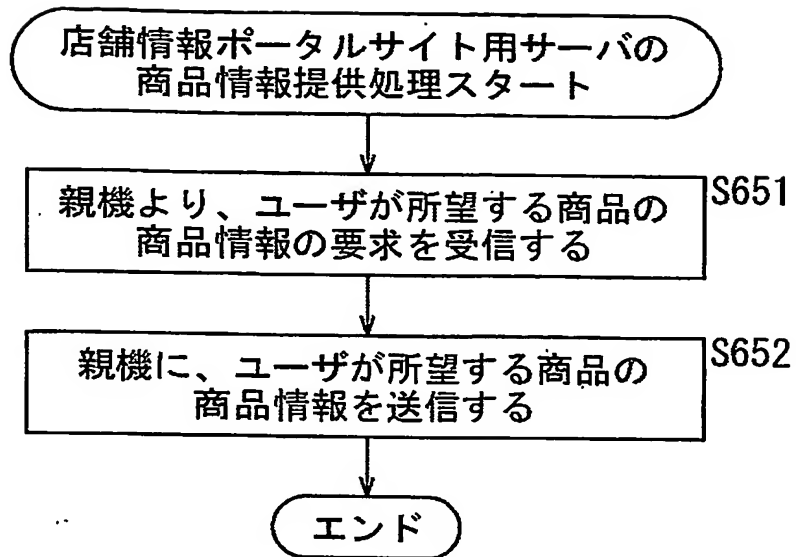 店舗情報ポータルサイト用サーバの
商品情報提供処理スタート
S651
親機より、ユーザが所望する商品の
商品情報の要求を受信する
S652
親機に、ユーザが所望する商品の
商品情報を送信する
エンド